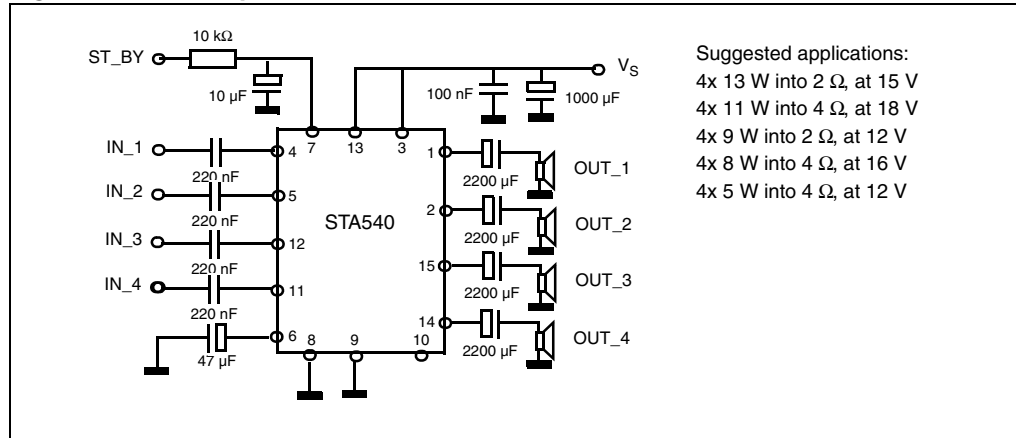 10 kΩ
ST_BY
10 µF
VS
100 nF
1000 µF
Suggested applications:
4x 13 W into 2 Ω, at 15 V
4x 11 W into 4 Ω, at 18 V
4x 9 W into 2 Ω, at 12 V
4x 8 W into 4 Ω, at 16 V
4x 5 W into 4 Ω, at 12 V
7
13
3
IN_1
4
220 nF
IN_2
5
220 nF
IN_3
12
220 nF
IN_4
11
220 nF
6
47 µF
STA540
1
OUT_1
2200 µF
2
OUT_2
2200 µF
15
OUT_3
2200 µF
14
OUT_4
2200 µF
8
9
10